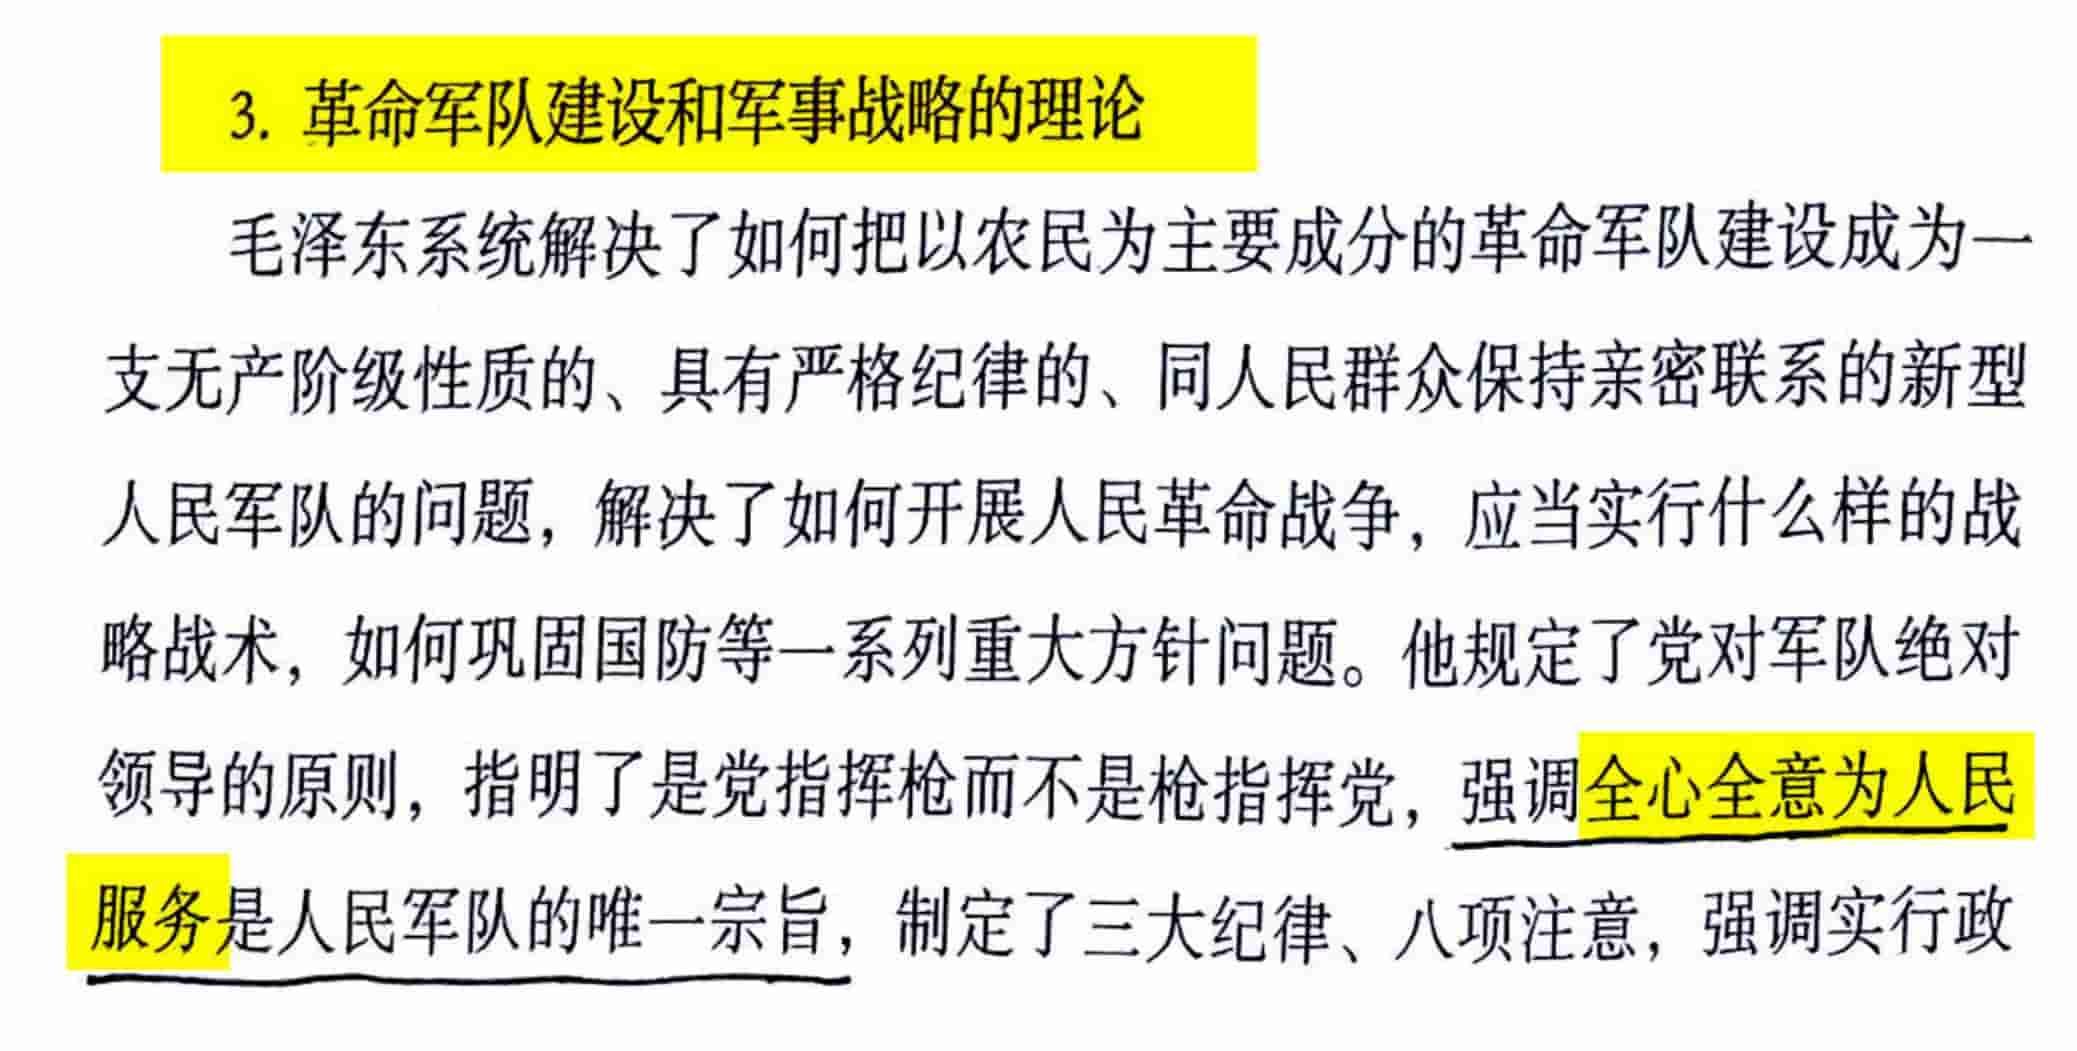 3. 革命军队建设和军事战略的理论
毛泽东系统解决了如何把以农民为主要成分的革命军队建设成为一
支无产阶级性质的、具有严格纪律的、同人民群众保持亲密联系的新型
人民军队的问题，解决了如何开展人民革命战争，应当实行什么样的战
略战术，如何巩固国防等一系列重大方针问题。他规定了党对军队绝对
领导的原则，指明了是党指挥枪而不是枪指挥党，强调全心全意为人民
服务是人民军队的唯一宗旨，制定了三大纪律、八项注意，强调实行政